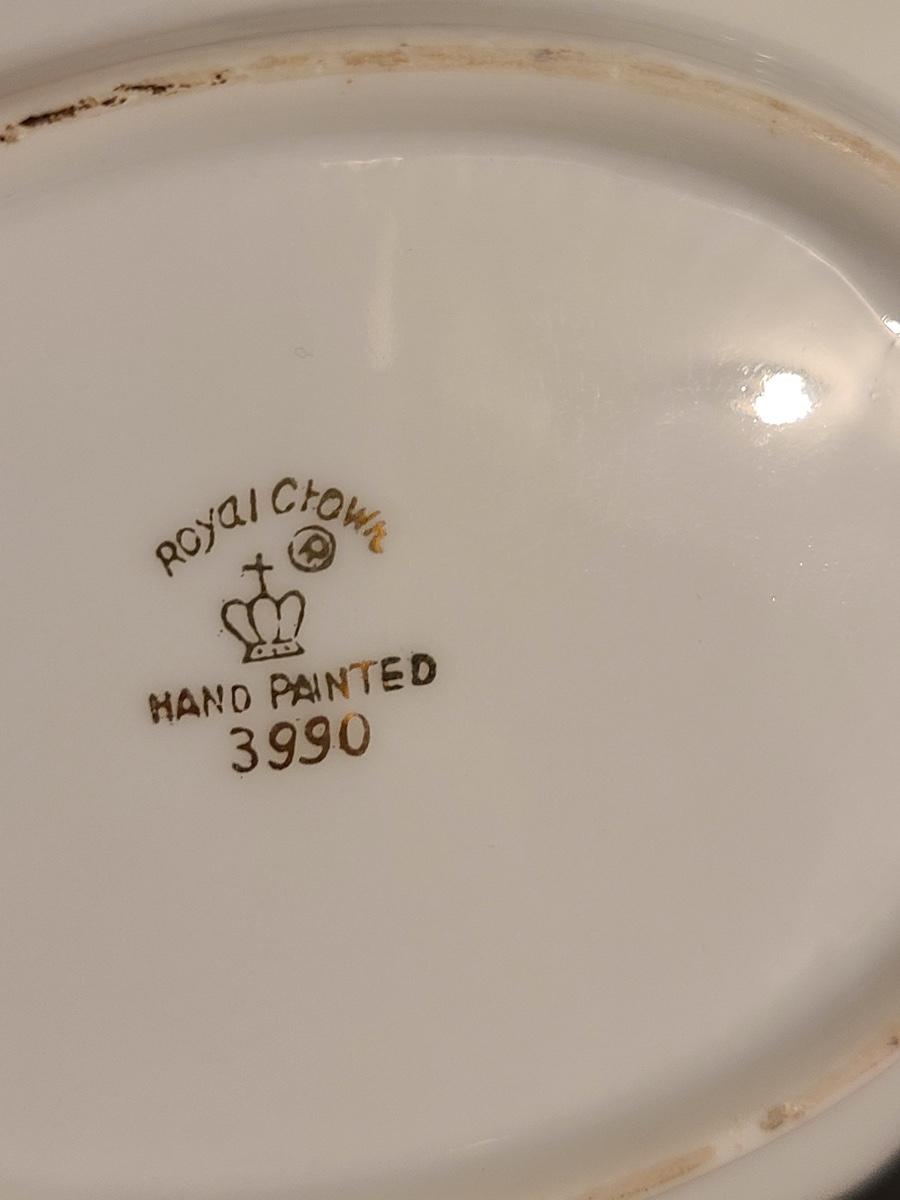 Royal Crown
®
HAND PAINTED
3990